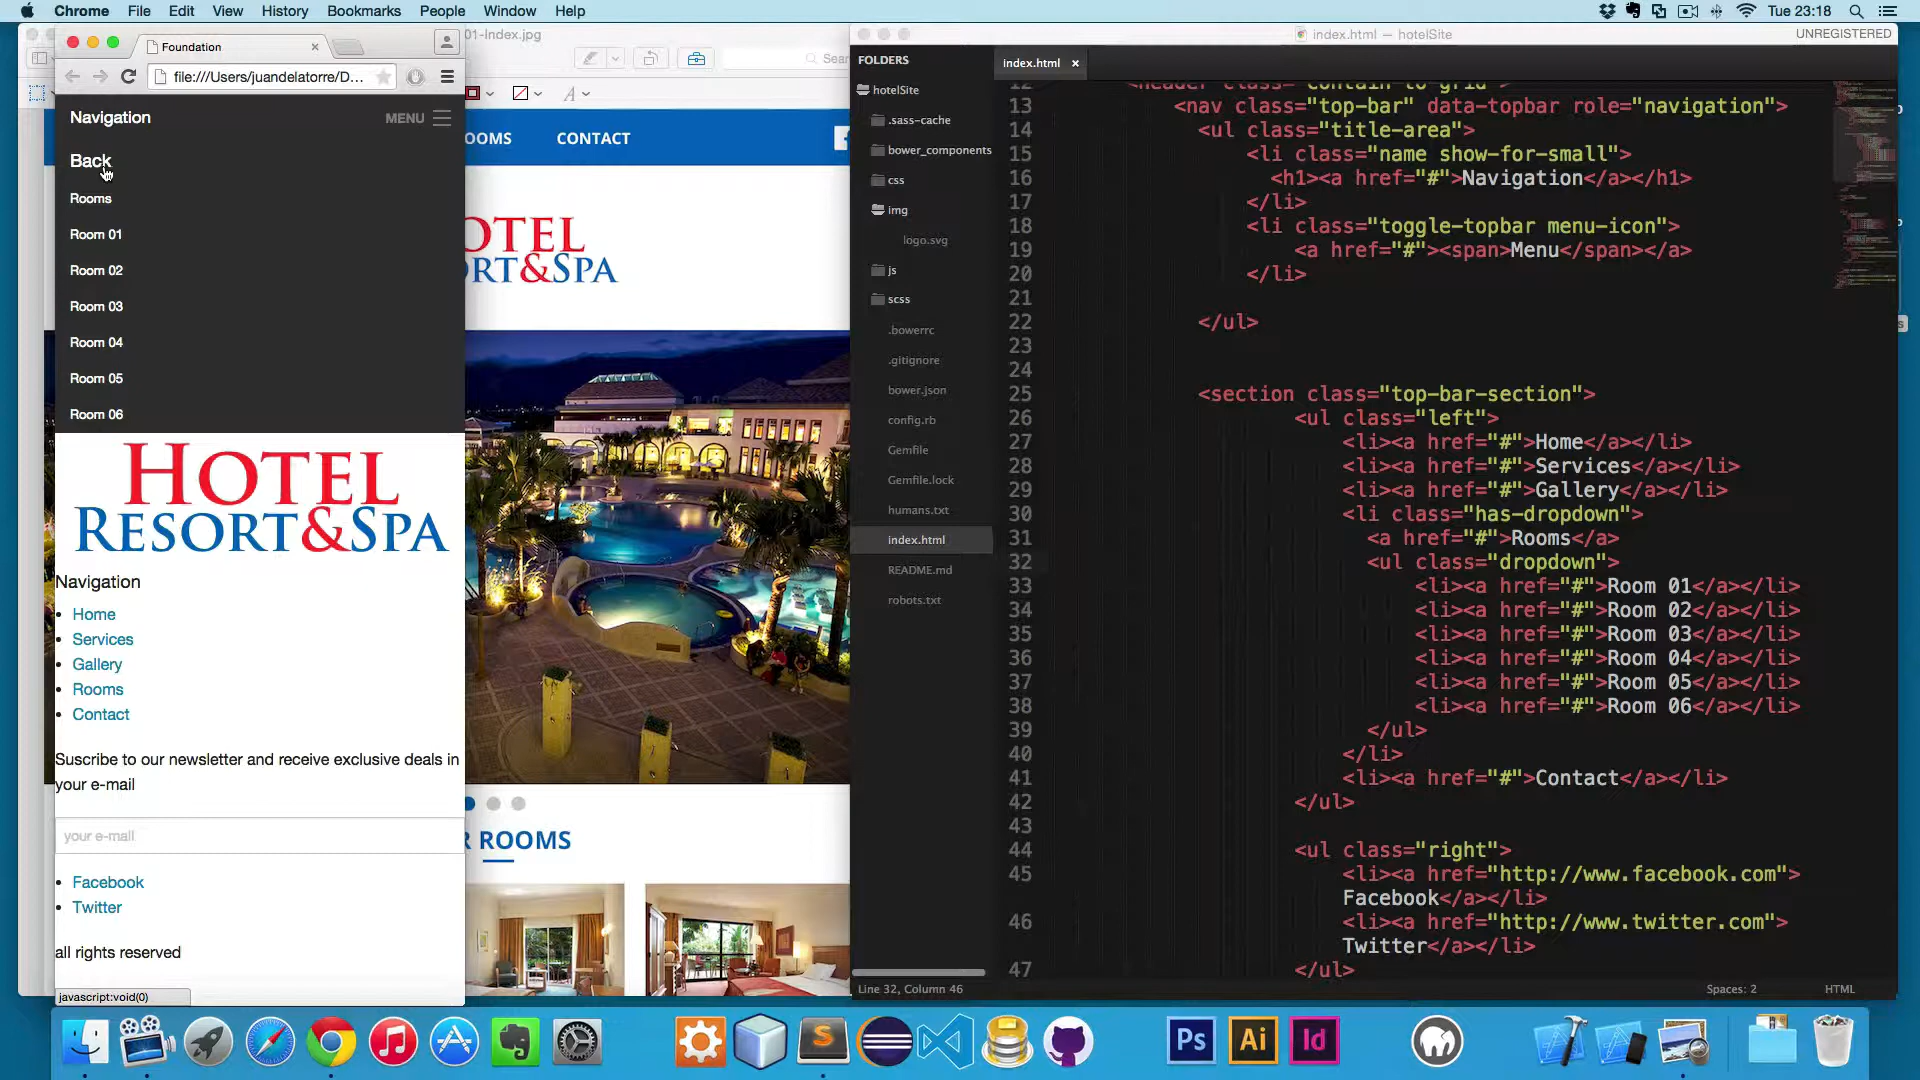 Chrome File Edit View History Bookmarks People Window Help
Tue 23:18
Foundation
file:///Users/juandelatorre/D...
01-Index.jpg
Navigation
MENU
Back
Rooms
Room 01
Room 02
Room 03
Room 04
Room 05
Room 06
HOTEL
RESORT&SPA
Navigation
Home
Services
Gallery
Rooms
Contact
Suscribe to our newsletter and receive exclusive deals in
your e-mail
your e-mail
Facebook
Twitter
all rights reserved
javascript:void(0)
Sear
OOMS CONTACT
OTEL
ORT&SPA
R ROOMS
index.html — hotelSite
UNREGISTERED
FOLDERS
hotelSite
.sass-cache
bower_components
css
img
logo.svg
js
scss
.bowerrc
.gitignore
bower.json
config.rb
Gemfile
Gemfile.lock
humans.txt
index.html
README.md
robots.txt
index.html
12 <header class="contain-to-grid">
13 <nav class="top-bar" data-topbar role="navigation">
14 <ul class="title-area">
15 <li class="name show-for-small">
16 <h1><a href="#">Navigation</a></h1>
17 </li>
18 <li class="toggle-topbar menu-icon">
19 <a href="#"><span>Menu</span></a>
20 </li>
21
22 </ul>
23
24
25 <section class="top-bar-section">
26 <ul class="left">
27 <li><a href="#">Home</a></li>
28 <li><a href="#">Services</a></li>
29 <li><a href="#">Gallery</a></li>
30 <li class="has-dropdown">
31 <a href="#">Rooms</a>
32 <ul class="dropdown">
33 <li><a href="#">Room 01</a></li>
34 <li><a href="#">Room 02</a></li>
35 <li><a href="#">Room 03</a></li>
36 <li><a href="#">Room 04</a></li>
37 <li><a href="#">Room 05</a></li>
38 <li><a href="#">Room 06</a></li>
39 </ul>
40 </li>
41 <li><a href="#">Contact</a></li>
42 </ul>
43
44 <ul class="right">
45 <li><a href="http://www.facebook.com">
Facebook</a></li>
46 <li><a href="http://www.twitter.com">
Twitter</a></li>
47 </ul>
Line 32, Column 46
Spaces: 2
HTML
Ps
Ai
Id